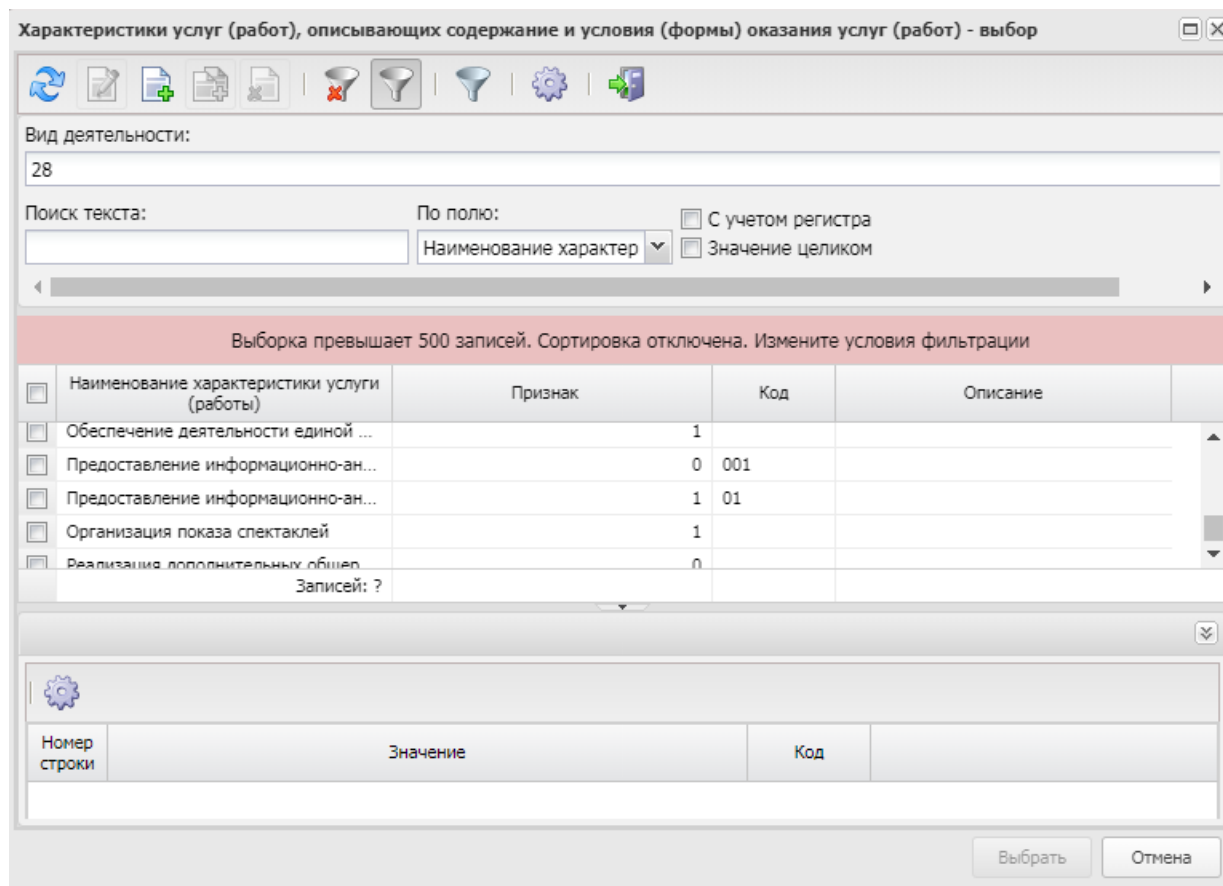 Характеристики услуг (работ), описывающих содержание и условия (формы) оказания услуг (работ) - выбор
Вид деятельности:
28
Поиск текста:
По полю:
С учетом регистра
Наименование характер
Значение целиком
Выборка превышает 500 записей. Сортировка отключена. Измените условия фильтрации
Наименование характеристики услуги (работы)
Признак
Код
Описание
Обеспечение деятельности единой ... 1
Предоставление информационно-ан... 0 001
Предоставление информационно-ан... 1 01
Организация показа спектаклей 1
Реализация дополнительных общер 0
Записей: ?
Номер строки
Значение
Код
Выбрать
Отмена